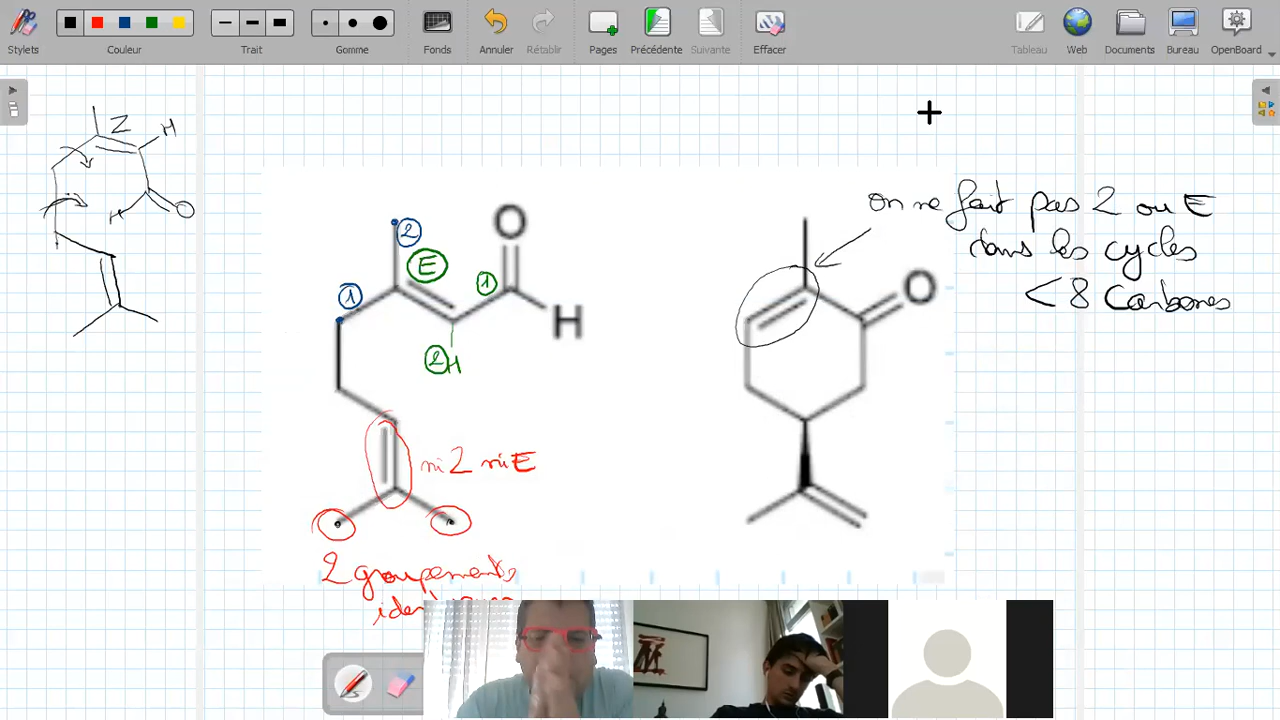 Stylets
Couleur
Trait
Gomme
Fonds
Annuler
Rétablir
Pages
Précédente
Suivante
Effacer
Tableau
Web
Documents
Bureau
OpenBoard
Z
H
H
O
2
E
1
1
2
H
O
H
ni Z ni E
2 groupements
on ne fait pas Z ou E
dans les cycles
< 8 Carbones
O